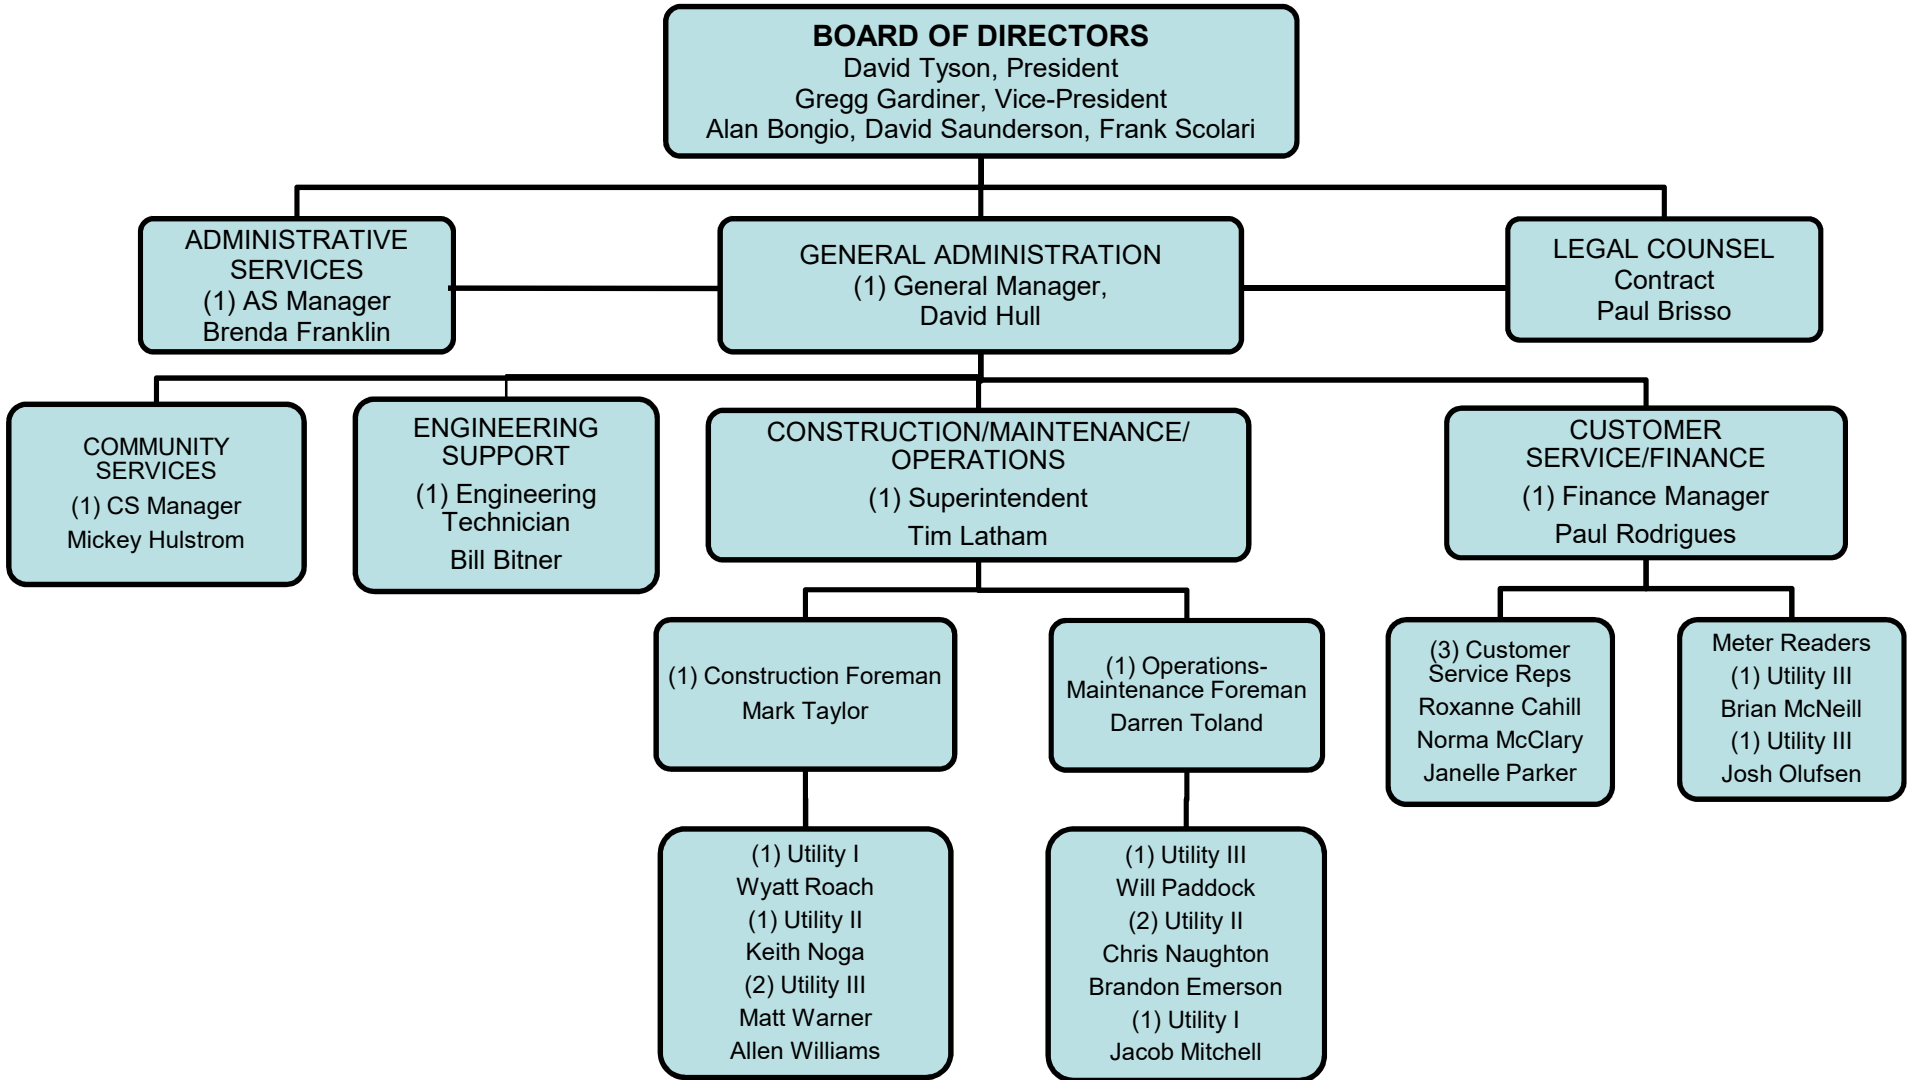 BOARD OF DIRECTORS
David Tyson, President
Gregg Gardiner, Vice-President
Alan Bongio, David Saunderson, Frank Scolari
ADMINISTRATIVE
SERVICES
(1) AS Manager
Brenda Franklin
GENERAL ADMINISTRATION
(1) General Manager,
David Hull
LEGAL COUNSEL
Contract
Paul Brisso
COMMUNITY
SERVICES
(1) CS Manager
Mickey Hulstrom
ENGINEERING
SUPPORT
(1) Engineering
Technician
Bill Bitner
CONSTRUCTION/MAINTENANCE/
OPERATIONS
(1) Superintendent
Tim Latham
CUSTOMER
SERVICE/FINANCE
(1) Finance Manager
Paul Rodrigues
(1) Construction Foreman
Mark Taylor
(1) Operations-
Maintenance Foreman
Darren Toland
(3) Customer
Service Reps
Roxanne Cahill
Norma McClary
Janelle Parker
Meter Readers
(1) Utility III
Brian McNeill
(1) Utility III
Josh Olufsen
(1) Utility I
Wyatt Roach
(1) Utility II
Keith Noga
(2) Utility III
Matt Warner
Allen Williams
(1) Utility III
Will Paddock
(2) Utility II
Chris Naughton
Brandon Emerson
(1) Utility I
Jacob Mitchell